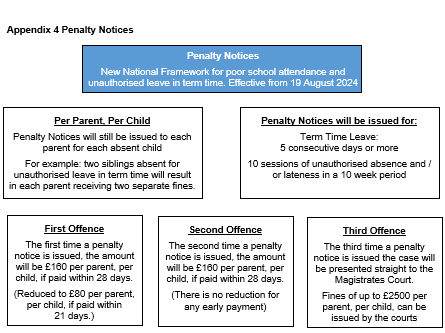 Appendix 4 Penalty Notices
Penalty Notices
New National Framework for poor school attendance and
unauthorised leave in term time. Effective from 19 August 2024
Per Parent, Per Child
Penalty Notices will still be issued to each
parent for each absent child
For example: two siblings absent for
unauthorised leave in term time will result
in each parent receiving two separate fines.
Penalty Notices will be issued for:
Term Time Leave:
5 consecutive days or more
10 sessions of unauthorised absence and /
or lateness in a 10 week period
First Offence
The first time a penalty
notice is issued, the amount
will be £160 per parent, per
child, if paid within 28 days.
(Reduced to £80 per parent,
per child, if paid within
21 days.)
Second Offence
The second time a penalty
notice is issued, the amount
will be £160 per parent, per
child, if paid within 28 days.
(There is no reduction for
any early payment)
Third Offence
The third time a penalty
notice is issued the case will
be presented straight to the
Magistrates Court.
Fines of up to £2500 per
parent, per child, can be
issued by the courts